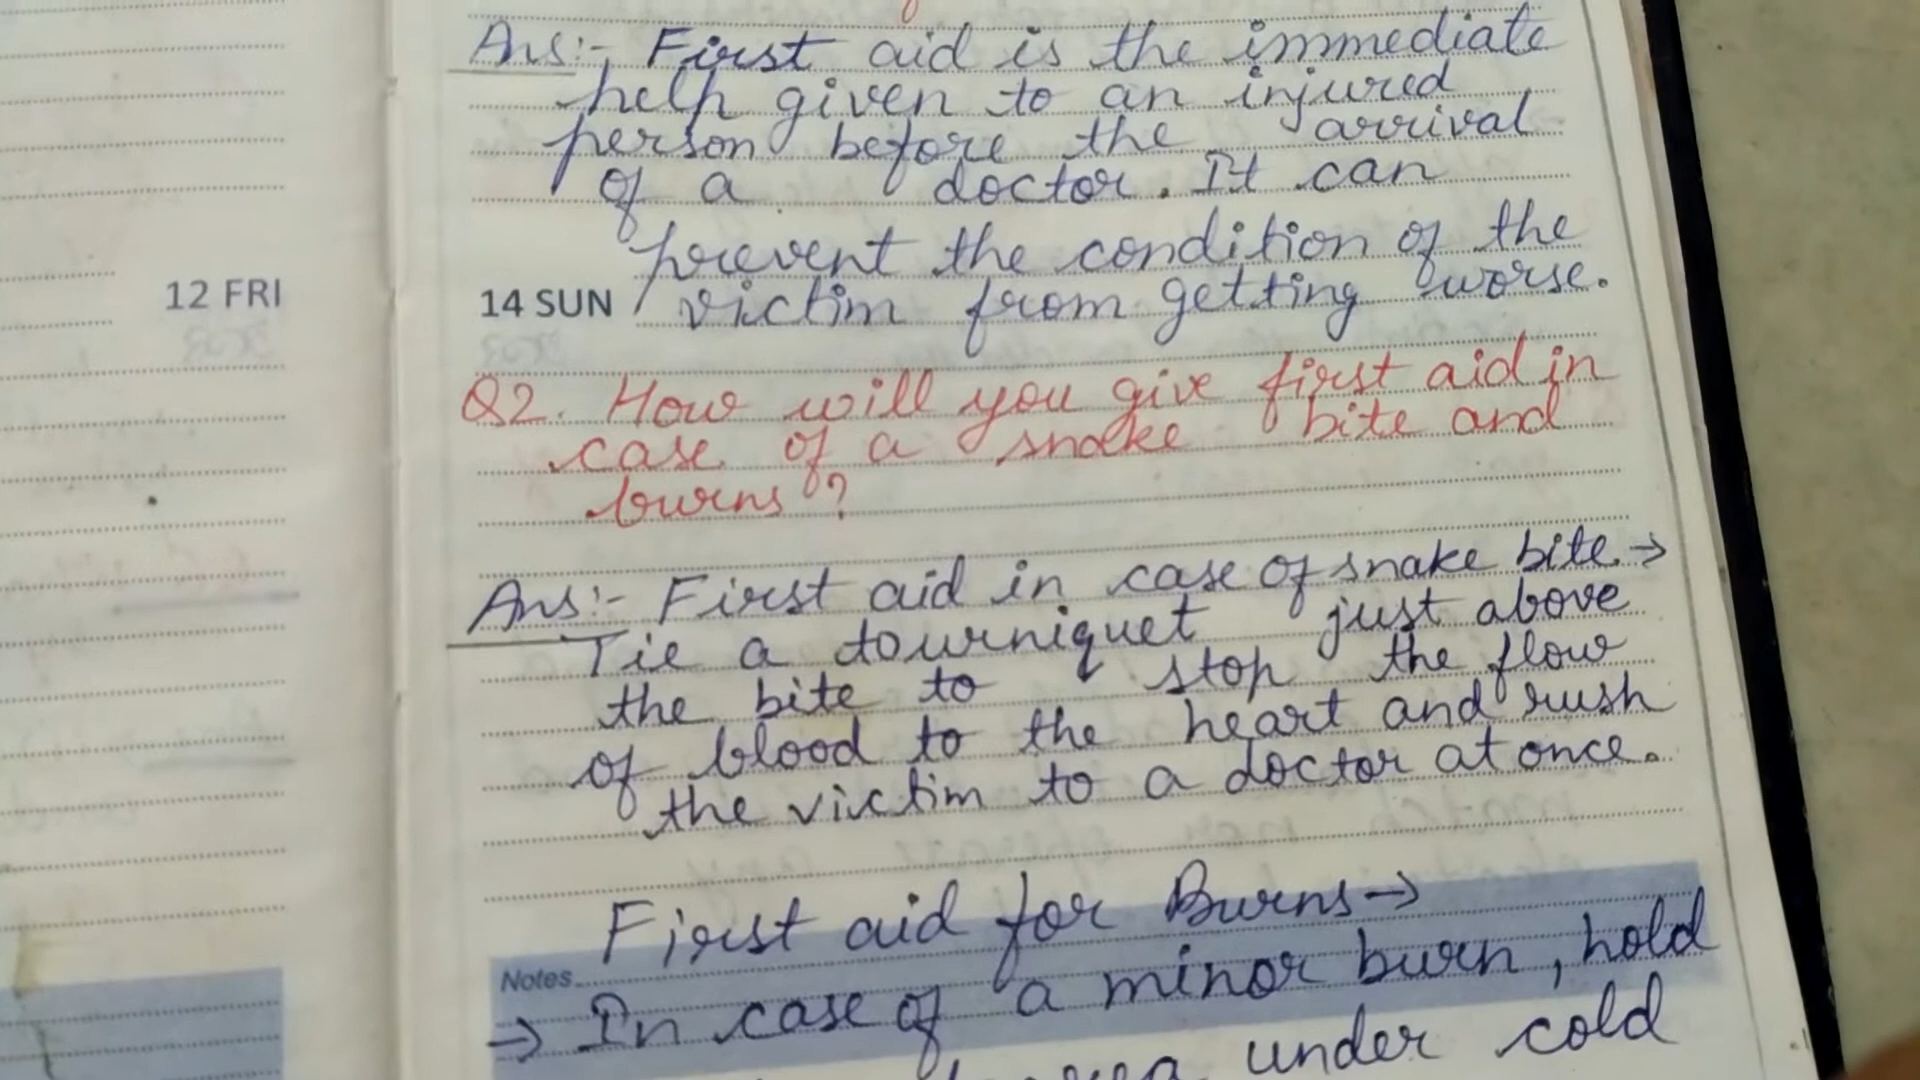 Ans:- First aid is the immediate
help given to an injured
person before the arrival
of a doctor. It can
prevent the condition of the
12 FRI
14 SUN
victim from getting worse.
Q2. How will you give first aid in
case of a snake bite and
burns?
Ans:- First aid in case of snake bite →
Tie a tourniquet just above
the bite to stop the flow
of blood to the heart and rush
the victim to a doctor at once.
First aid for Burns →
Notes
→ In case of a minor burn, hold
under cold